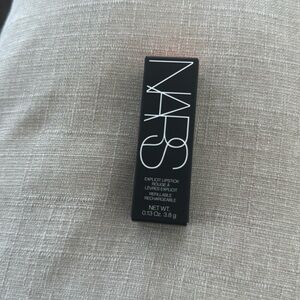 NARS
EXPLICIT LIPSTICK
ROUGE À
LÈVRES EXPLICIT
REFILLABLE
RECHARGEABLE
NET WT.
0.13 Oz. 3.8 g